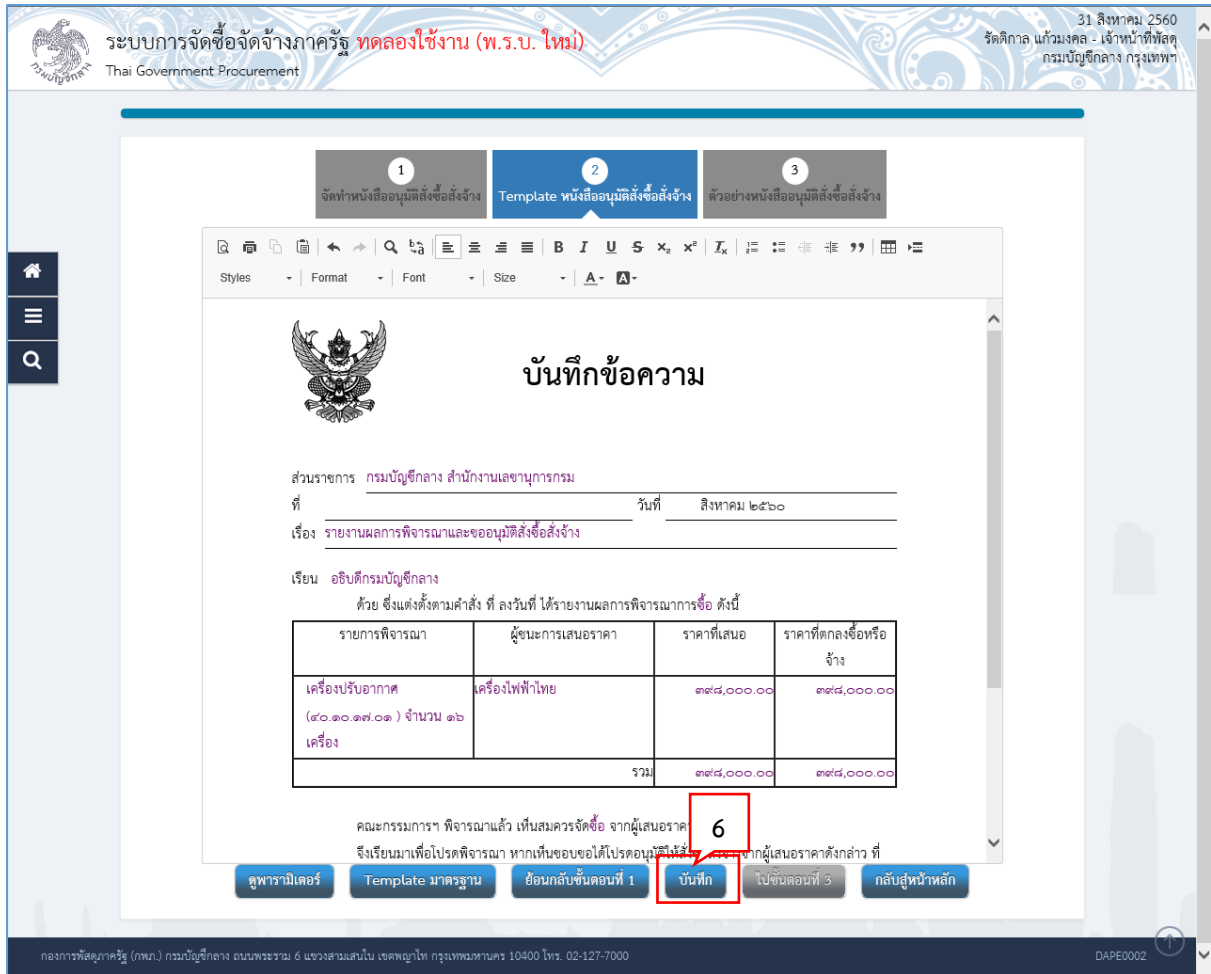 31 สิงหาคม 2560
ระบบการจัดซื้อจัดจ้างภาครัฐ ทดลองใช้งาน (พ.ร.บ. ใหม่)
รัตติกาล แก้วมงคล - เจ้าหน้าที่พัสดุ
กรมบัญชีกลาง กรุงเทพฯ
กรมบัญชีกลาง
Thai Government Procurement
1 2 3
จัดทำหนังสืออนุมัติสั่งซื้อสั่งจ้าง Template หนังสืออนุมัติสั่งซื้อสั่งจ้าง ตัวอย่างหนังสืออนุมัติสั่งซื้อสั่งจ้าง
Styles Format Font Size A A
บันทึกข้อความ
ส่วนราชการ กรมบัญชีกลาง สำนักงานเลขานุการกรม
ที่ วันที่ สิงหาคม ๒๕๖๐
เรื่อง รายงานผลการพิจารณาและขออนุมัติสั่งซื้อสั่งจ้าง
เรียน อธิบดีกรมบัญชีกลาง
ด้วย ซึ่งแต่งตั้งตามคำสั่ง ที่ ลงวันที่ ได้รายงานผลการพิจารณาการซื้อ ดังนี้
รายการพิจารณา ผู้ชนะการเสนอราคา ราคาที่เสนอ ราคาที่ตกลงซื้อหรือ
จ้าง
เครื่องปรับอากาศ เครื่องไฟฟ้าไทย ๓๙๘,๐๐๐.๐๐ ๓๙๘,๐๐๐.๐๐
(๔๐.๑๐.๑๗.๐๑ ) จำนวน ๑๖
เครื่อง
รวม ๓๙๘,๐๐๐.๐๐ ๓๙๘,๐๐๐.๐๐
คณะกรรมการฯ พิจารณาแล้ว เห็นสมควรจัดซื้อ จากผู้เสนอราคา
6
จึงเรียนมาเพื่อโปรดพิจารณา หากเห็นชอบขอได้โปรดอนุมัติให้สั่ง จากผู้เสนอราคาดังกล่าว ที่
ดูพารามิเตอร์ Template มาตรฐาน ย้อนกลับขั้นตอนที่ 1 บันทึก ไปขั้นตอนที่ 3 กลับสู่หน้าหลัก
กองการพัสดุภาครัฐ (กพภ.) กรมบัญชีกลาง ถนนพระราม 6 แขวงสามเสนใน เขตพญาไท กรุงเทพมหานคร 10400 โทร. 02-127-7000 DAPE0002